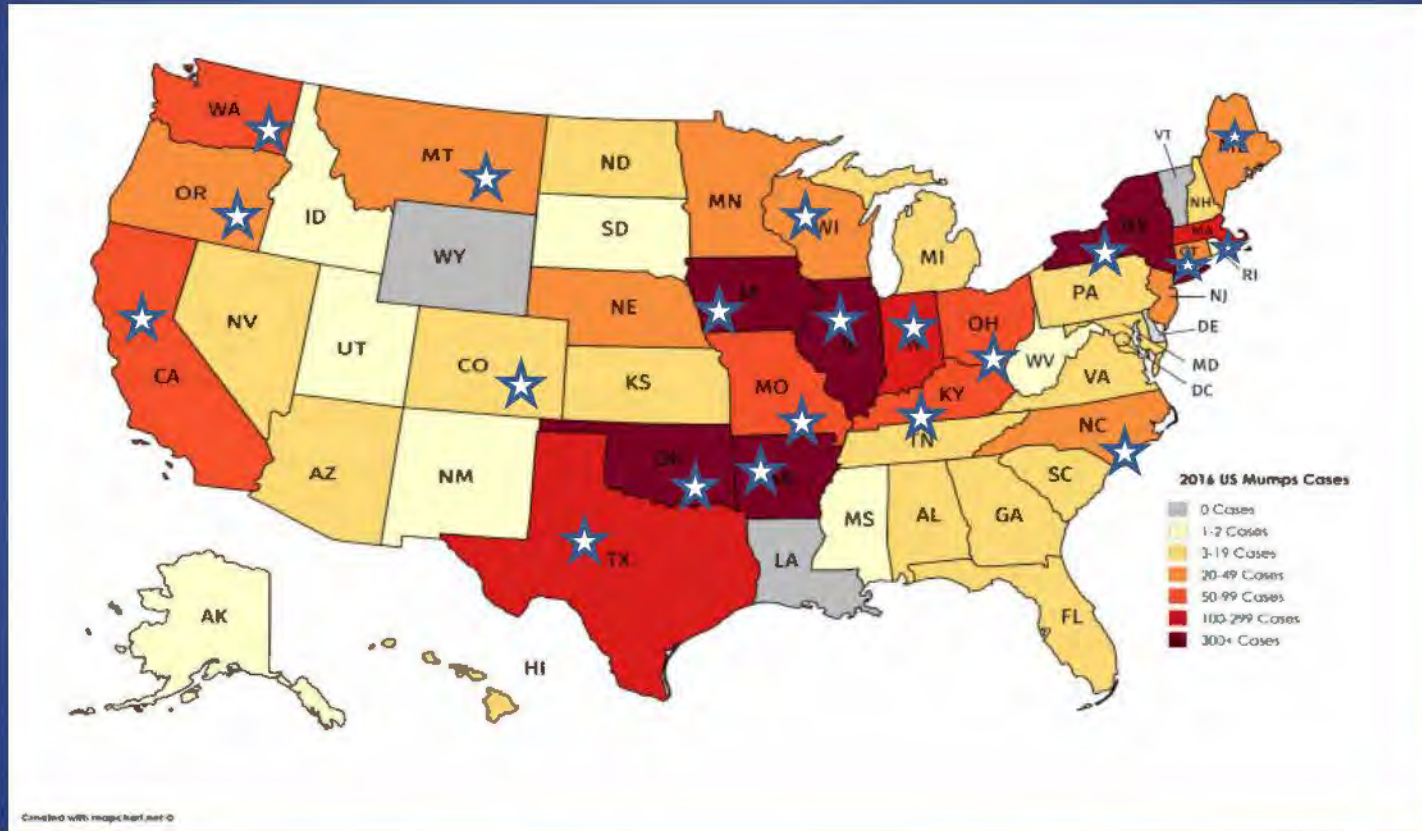 WA
MT
ND
MN
VT
ME
OR
ID
SD
WI
NH
NY
MA
WY
MI
CT
RI
PA
NJ
NE
OH
NV
UT
CO
DE
CA
KS
MO
WV
VA
MD
KY
DC
TN
NC
AZ
NM
OK
SC
MS
AL
GA
TX
LA
FL
AK
HI
2016 US Mumps Cases
0 Cases
1-2 Cases
3-19 Cases
20-49 Cases
50-99 Cases
100-299 Cases
300+ Cases
Created with mapchart.net ©